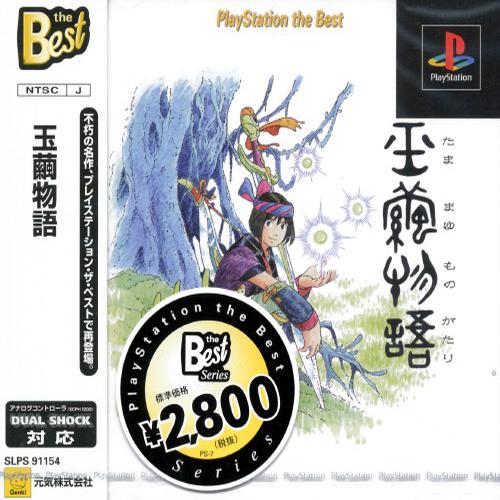 the
Best
NTSC J
不朽の名作、プレイステーション・ザ・ベストで再登場。
玉繭物語
アナログコントローラ(SCPH-1200)
DUAL SHOCK
対応
SLPS 91154
Genki
元気株式会社
PlayStation the Best
PlayStation
玉繭物語
たま まゆ もの がたり
PlayStation the Best
the
Best
Series
標準価格
¥2,800
(税抜)
PS-7
Series